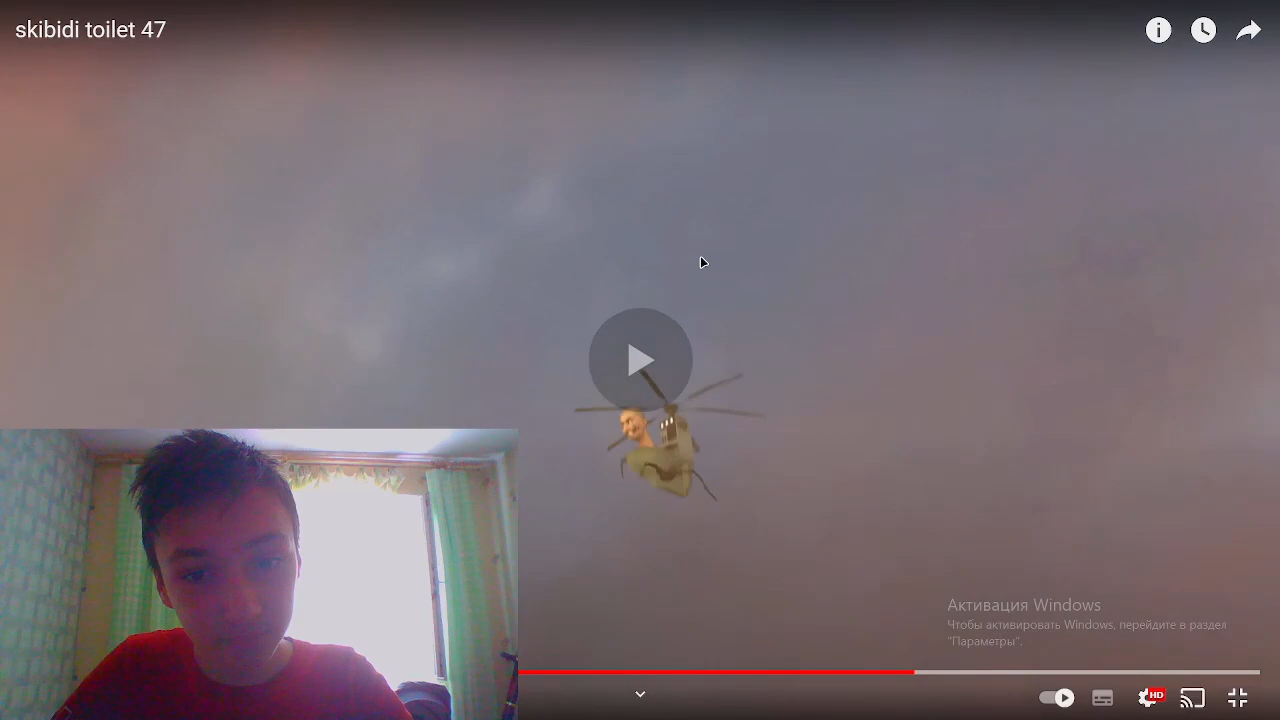 skibidi toilet 47
Активация Windows
Чтобы активировать Windows, перейдите в раздел
"Параметры".
HD